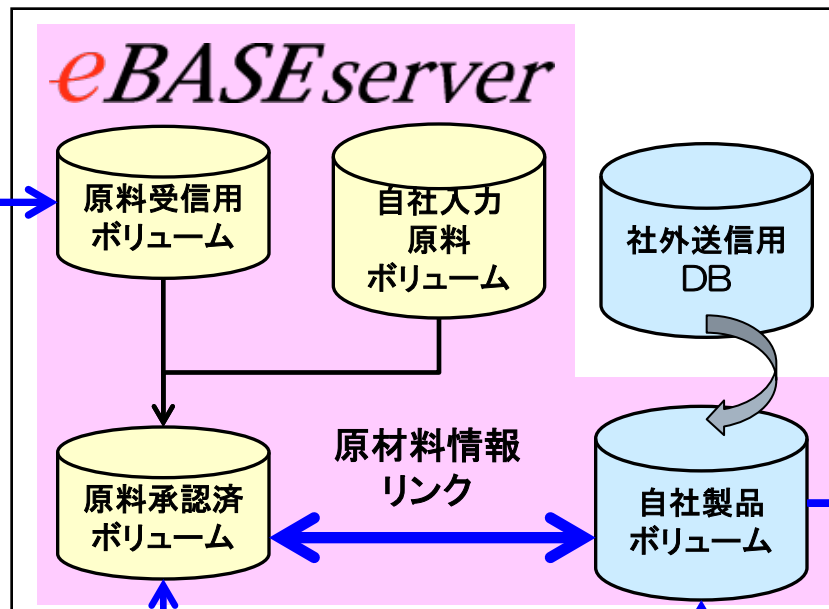 eBASEserver
原料受信用
ボリューム
自社入力
原料
ボリューム
社外送信用
DB
原材料情報
リンク
原料承認済
ボリューム
自社製品
ボリューム